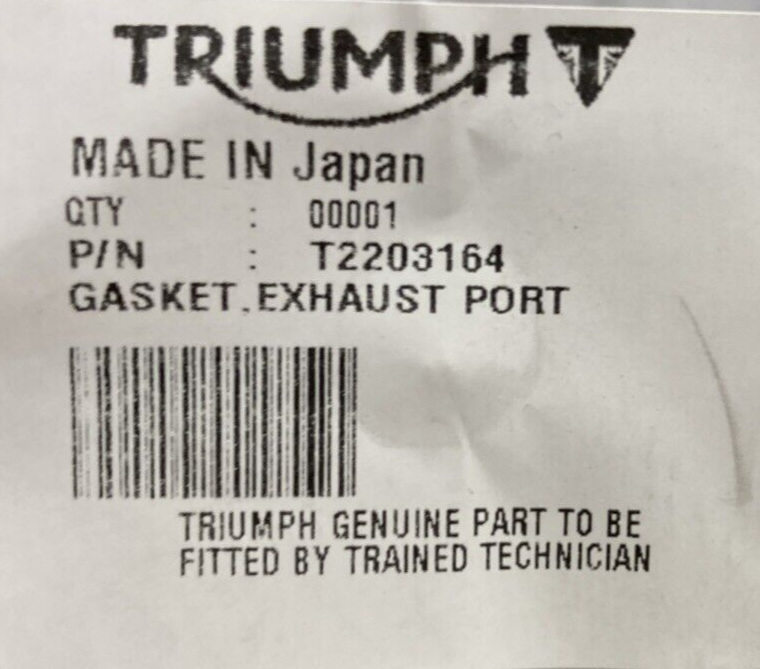 TRIUMPH T
MADE IN Japan
QTY : 00001
P/N : T2203164
GASKET,EXHAUST PORT
TRIUMPH GENUINE PART TO BE
FITTED BY TRAINED TECHNICIAN